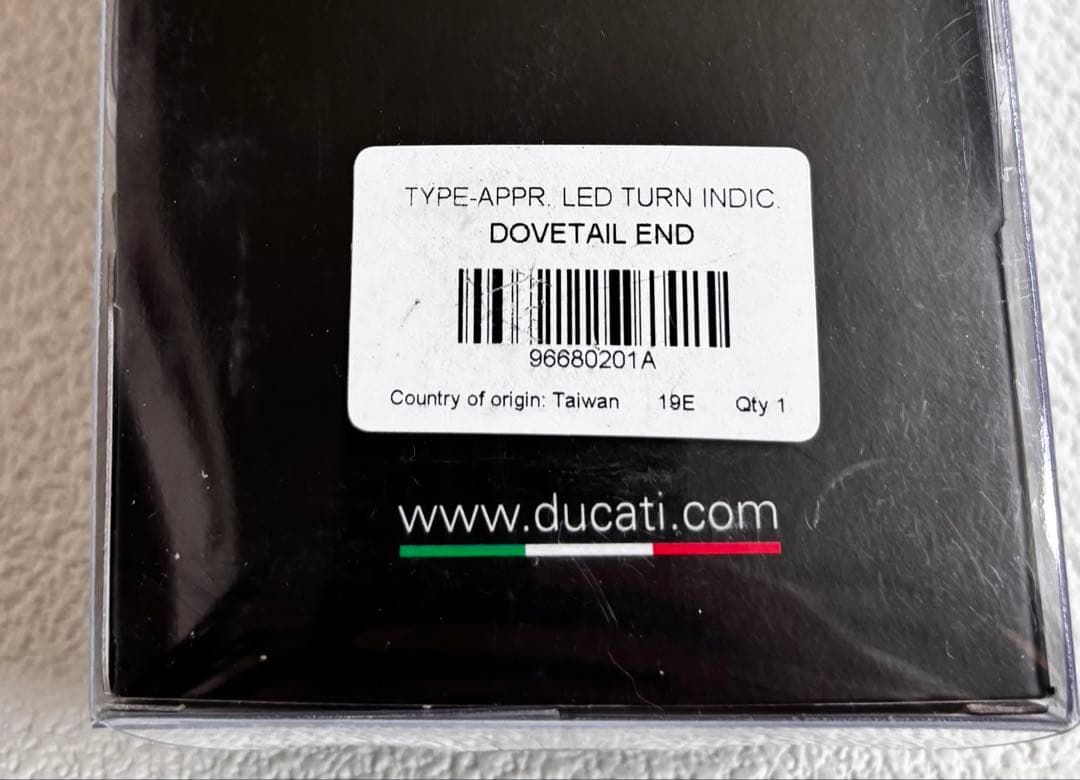 TYPE-APPR. LED TURN INDIC.
DOVETAIL END
96680201A
Country of origin: Taiwan 19E Qty 1
www.ducati.com